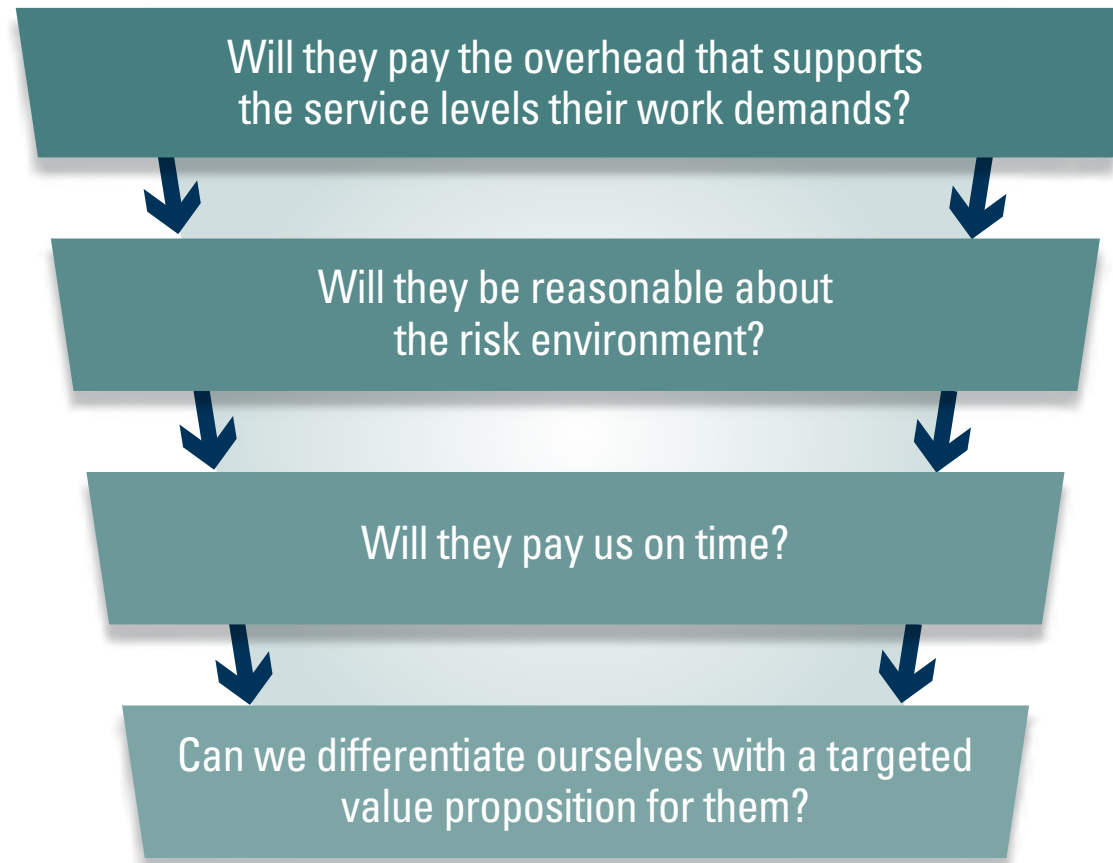 Will they pay the overhead that supports
the service levels their work demands?
Will they be reasonable about
the risk environment?
Will they pay us on time?
Can we differentiate ourselves with a targeted
value proposition for them?